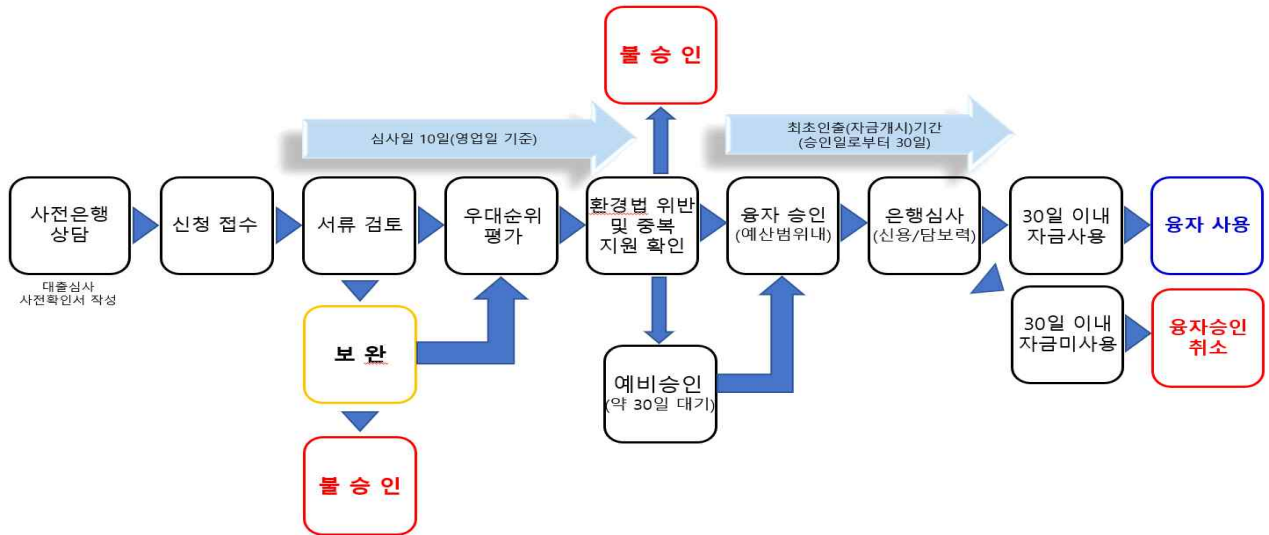 불 승 인
심사일 10일(영업일 기준)
최초인출(자금개시)기간
(승인일로부터 30일)
사전은행
상담
신청 접수
서류 검토
우대순위
평가
환경법 위반
및 중복
지원 확인
융자 승인
(예산범위내)
은행심사
(신용/담보력)
30일 이내
자금사용
융자 사용
대출심사
사전확인서 작성
보 완
예비승인
(약 30일 대기)
30일 이내
자금미사용
융자승인
취소
불 승 인